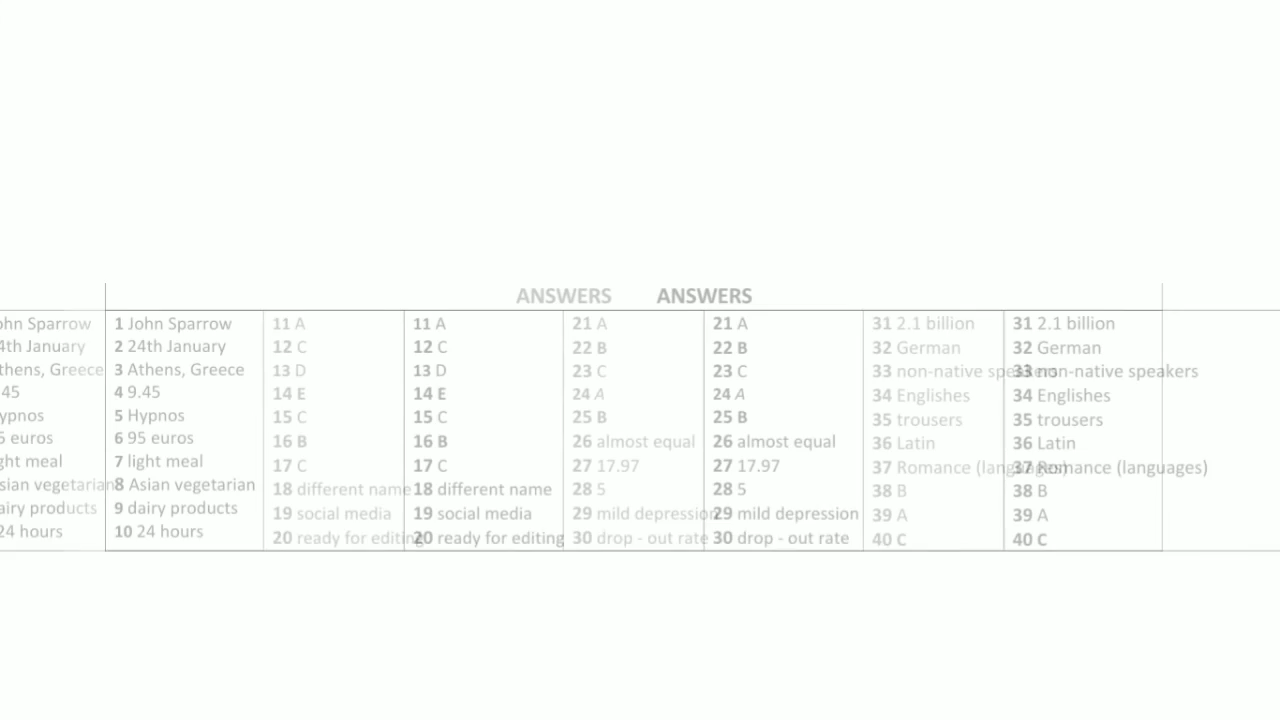 ANSWERS ANSWERS
1 John Sparrow
2 24th January
3 Athens, Greece
4 9.45
5 Hypnos
6 95 euros
7 light meal
8 Asian vegetarian
9 dairy products
10 24 hours
11 A
12 C
13 D
14 E
15 C
16 B
17 C
18 different name
19 social media
20 ready for editing
21 A
22 B
23 C
24 A
25 B
26 almost equal
27 17.97
28 5
29 mild depression
30 drop - out rate
31 2.1 billion
32 German
33 non-native speakers
34 Englishes
35 trousers
36 Latin
37 Romance (languages)
38 B
39 A
40 C